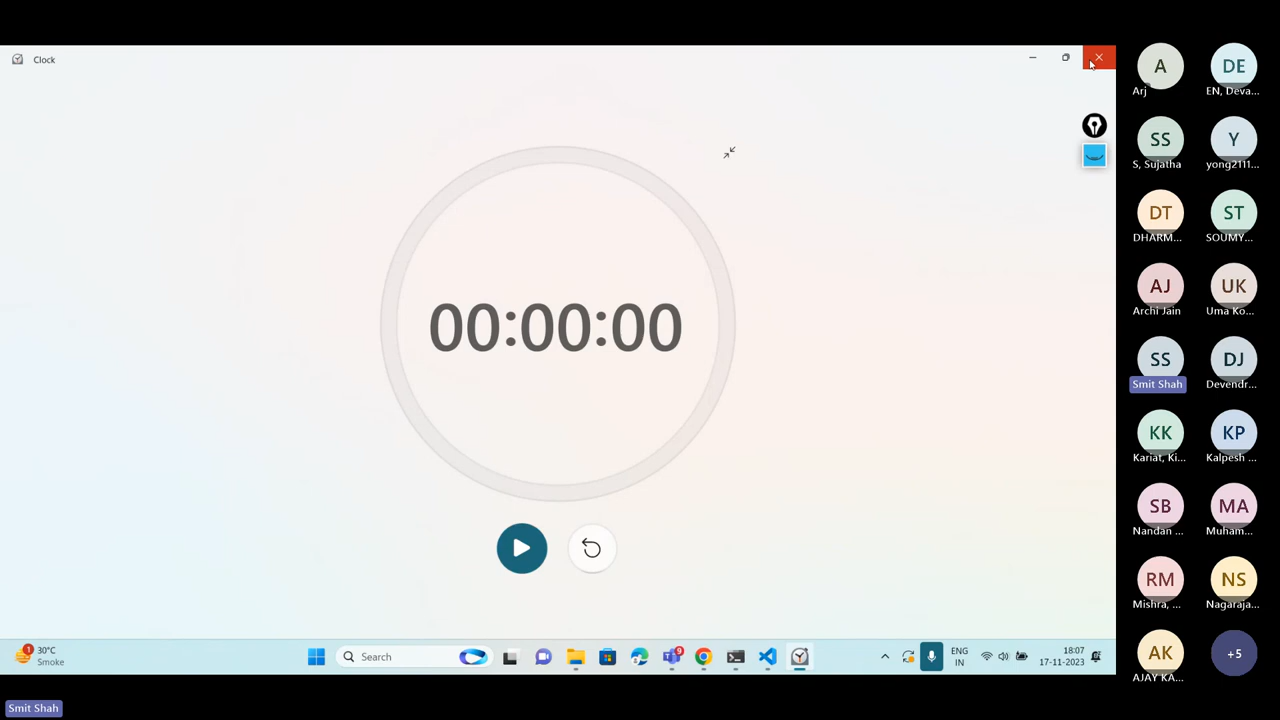 Clock
00:00:00
1
30°C
Smoke
Search
9
ENG
IN
18:07
17-11-2023
Smit Shah
A
Arj
DE
EN, Deva...
SS
S, Sujatha
Y
yong2111...
DT
DHARM...
ST
SOUMY...
AJ
Archi Jain
UK
Uma Ko...
SS
Smit Shah
DJ
Devendr...
KK
Kariat, Ki...
KP
Kalpesh ...
SB
Nandan ...
MA
Muham...
RM
Mishra, ...
NS
Nagaraja...
AK
AJAY KA...
+5